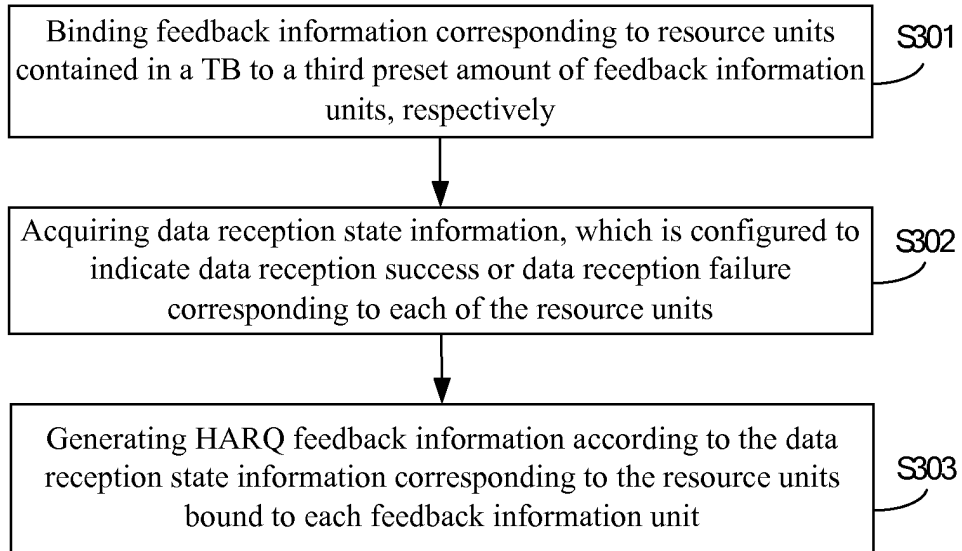 Binding feedback information corresponding to resource units
contained in a TB to a third preset amount of feedback information
units, respectively
S301
Acquiring data reception state information, which is configured to
indicate data reception success or data reception failure
corresponding to each of the resource units
S302
Generating HARQ feedback information according to the data
reception state information corresponding to the resource units
bound to each feedback information unit
S303